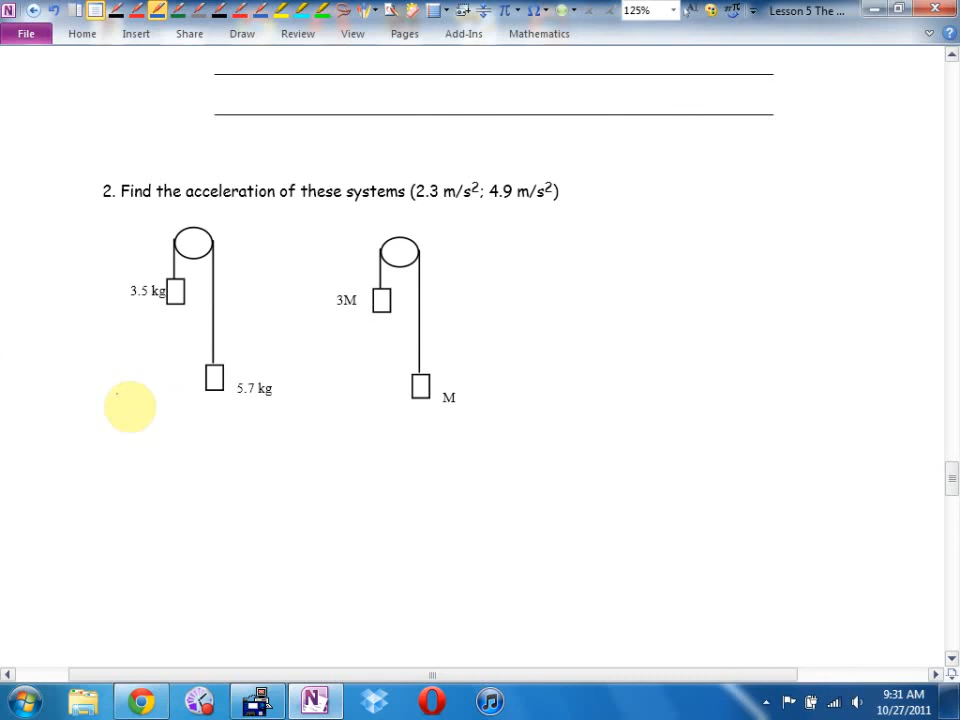 125%
Lesson 5 The ...
File Home Insert Share Draw Review View Pages Add-Ins Mathematics
2. Find the acceleration of these systems (2.3 m/s2; 4.9 m/s2)
3.5 kg
3M
5.7 kg
M
9:31 AM
10/27/2011